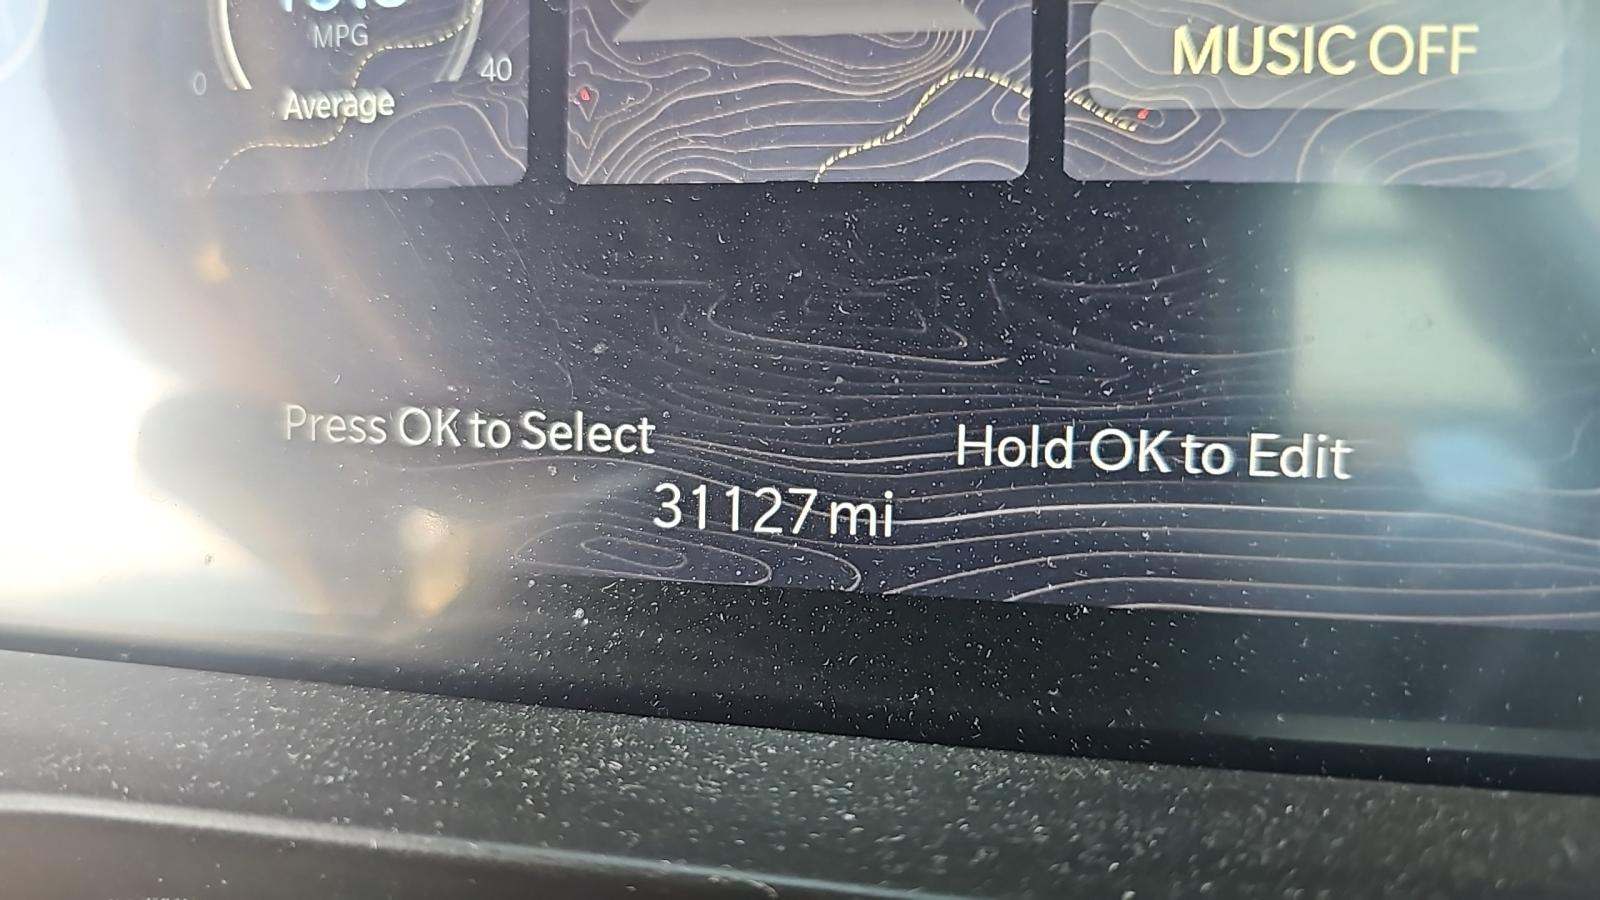 MPG
0
40
Average
MUSIC OFF
Press OK to Select
Hold OK to Edit
31127 mi